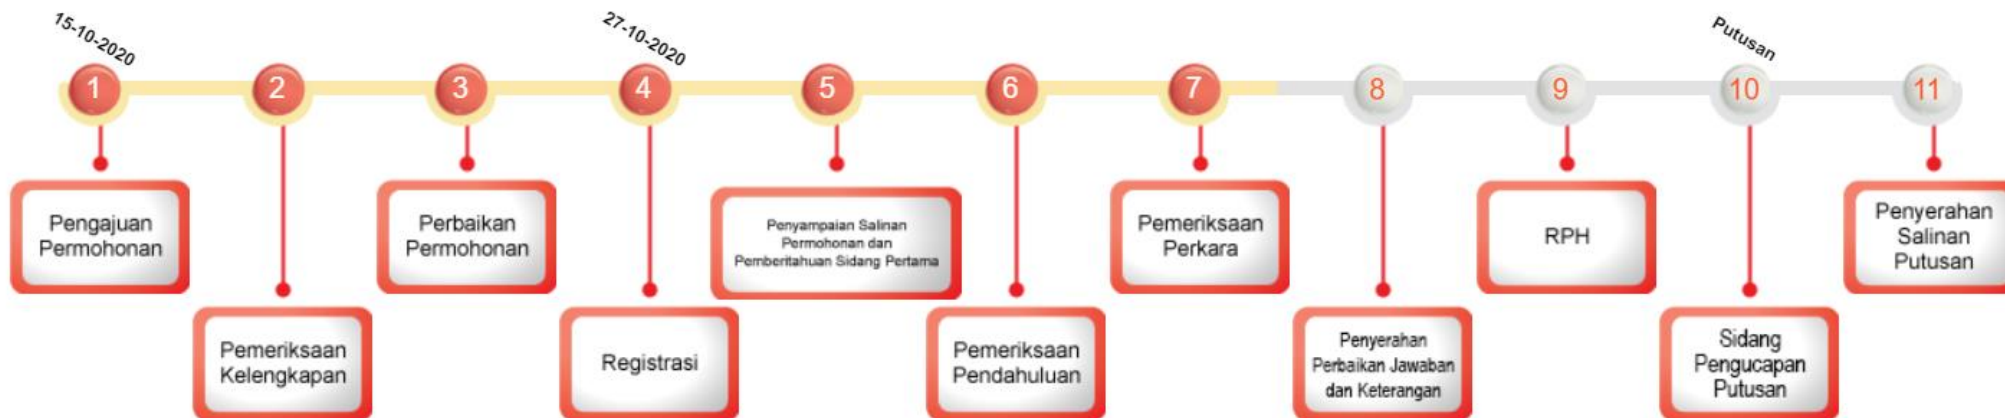 15-10-2020
27-10-2020
Putusan
1
2
3
4
5
6
7
8
9
10
11
Pengajuan
Permohonan
Pemeriksaan
Kelengkapan
Perbaikan
Permohonan
Registrasi
Penyampaian Salinan
Permohonan dan
Pemberitahuan Sidang Pertama
Pemeriksaan
Pendahuluan
Pemeriksaan
Perkara
Penyerahan
Perbaikan Jawaban
dan Keterangan
RPH
Sidang
Pengucapan
Putusan
Penyerahan
Salinan
Putusan